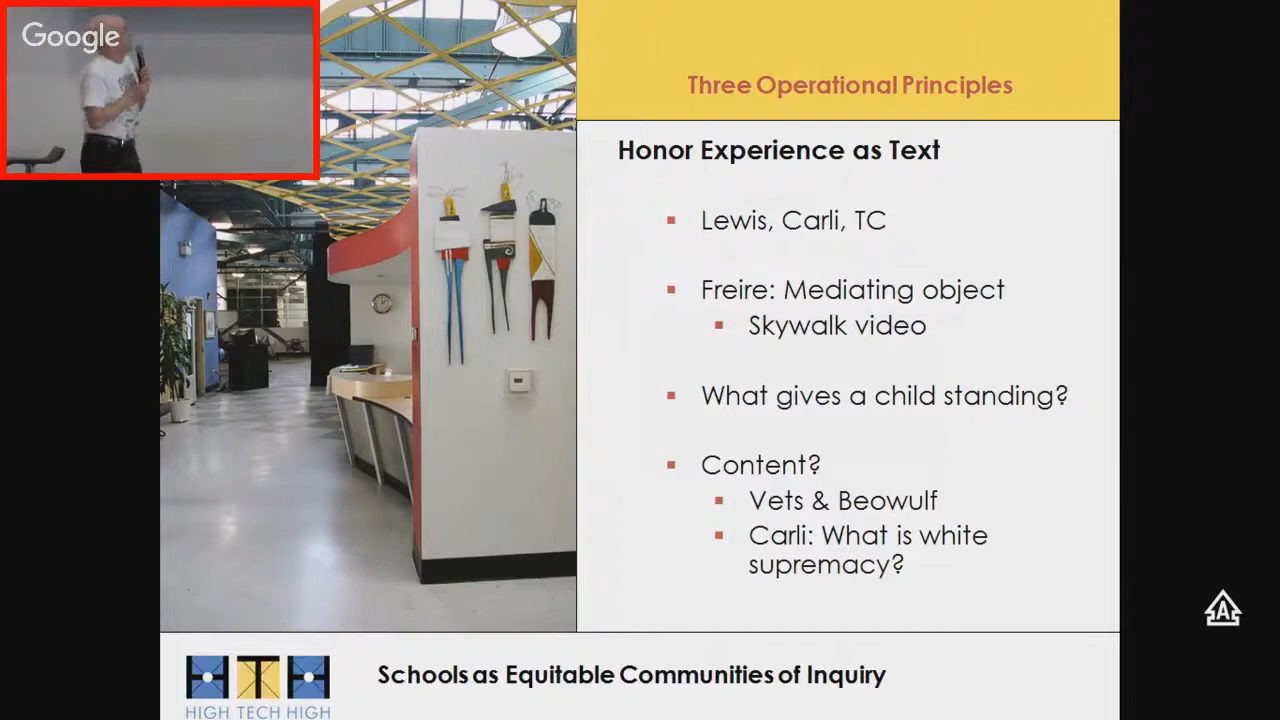 Google
Three Operational Principles
Honor Experience as Text
Lewis, Carli, TC
Freire: Mediating object
Skywalk video
What gives a child standing?
Content?
Vets & Beowulf
Carli: What is white
supremacy?
A
HTH
HIGH TECH HIGH
Schools as Equitable Communities of Inquiry